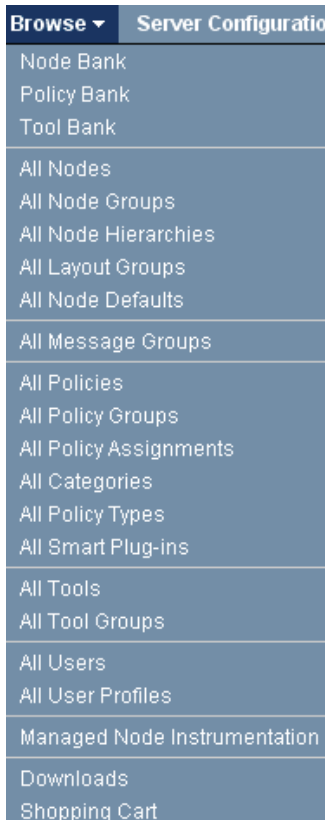 Browse ▾ Server Configuratio
Node Bank
Policy Bank
Tool Bank
All Nodes
All Node Groups
All Node Hierarchies
All Layout Groups
All Node Defaults
All Message Groups
All Policies
All Policy Groups
All Policy Assignments
All Categories
All Policy Types
All Smart Plug-ins
All Tools
All Tool Groups
All Users
All User Profiles
Managed Node Instrumentation
Downloads
Shopping Cart